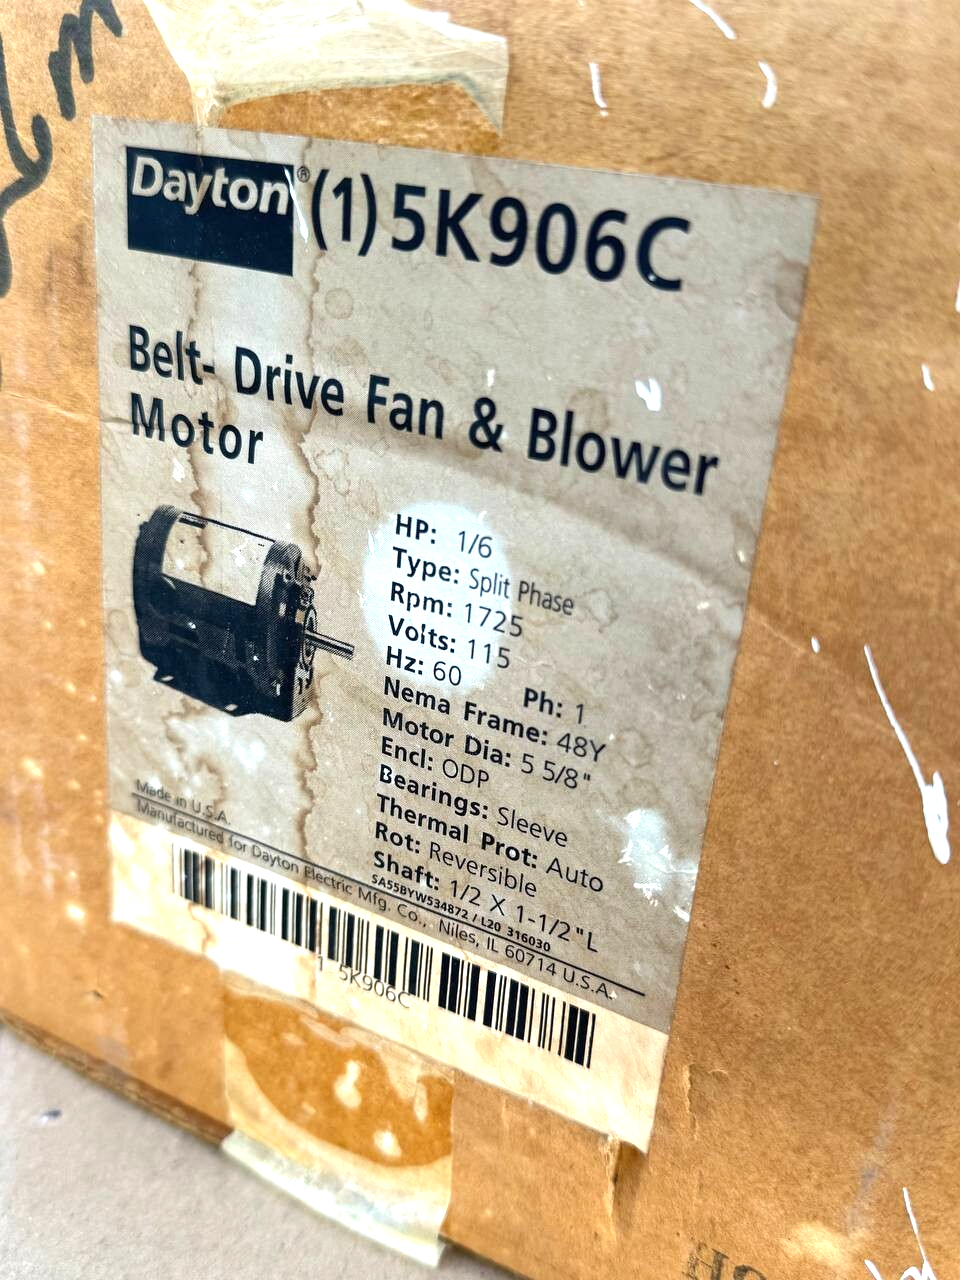 Dayton® (1)5K906C
Belt- Drive Fan & Blower
Motor
HP: 1/6
Type: Split Phase
Rpm: 1725
Volts: 115
Hz: 60 Ph: 1
Nema Frame: 48Y
Motor Dia: 5 5/8"
Encl: ODP
Bearings: Sleeve
Thermal Prot: Auto
Rot: Reversible
Shaft: 1/2 X 1-1/2"L
SA55BYW534872 / L20 316030
Made in U.S.A.
Manufactured for Dayton Electric Mfg. Co., Niles, IL 60714 U.S.A.
1 5K906C